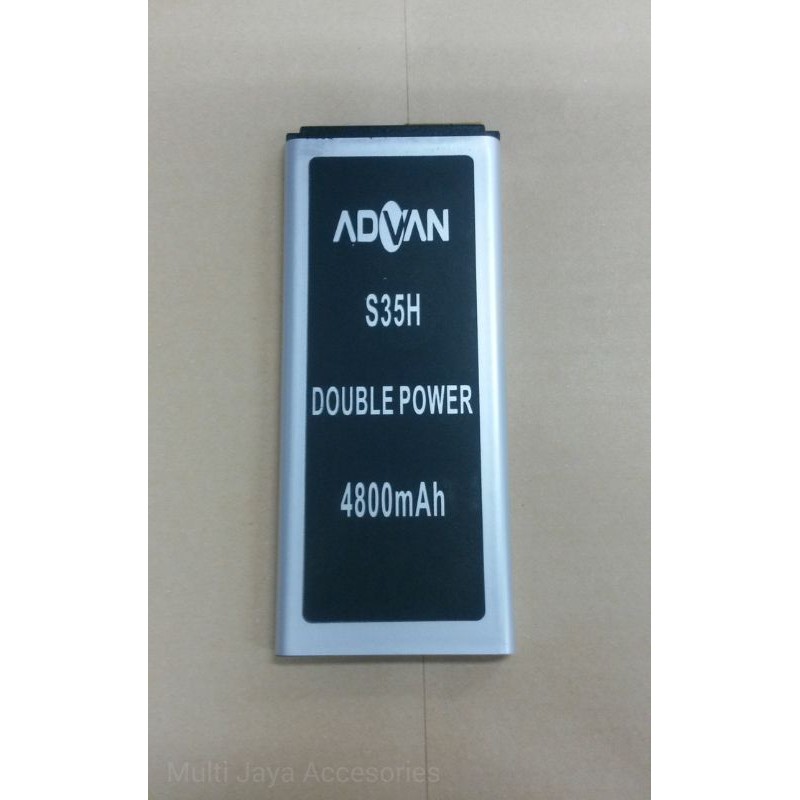 ADVAN
S35H
DOUBLE POWER
4800mAh
Multi Jaya Accesories